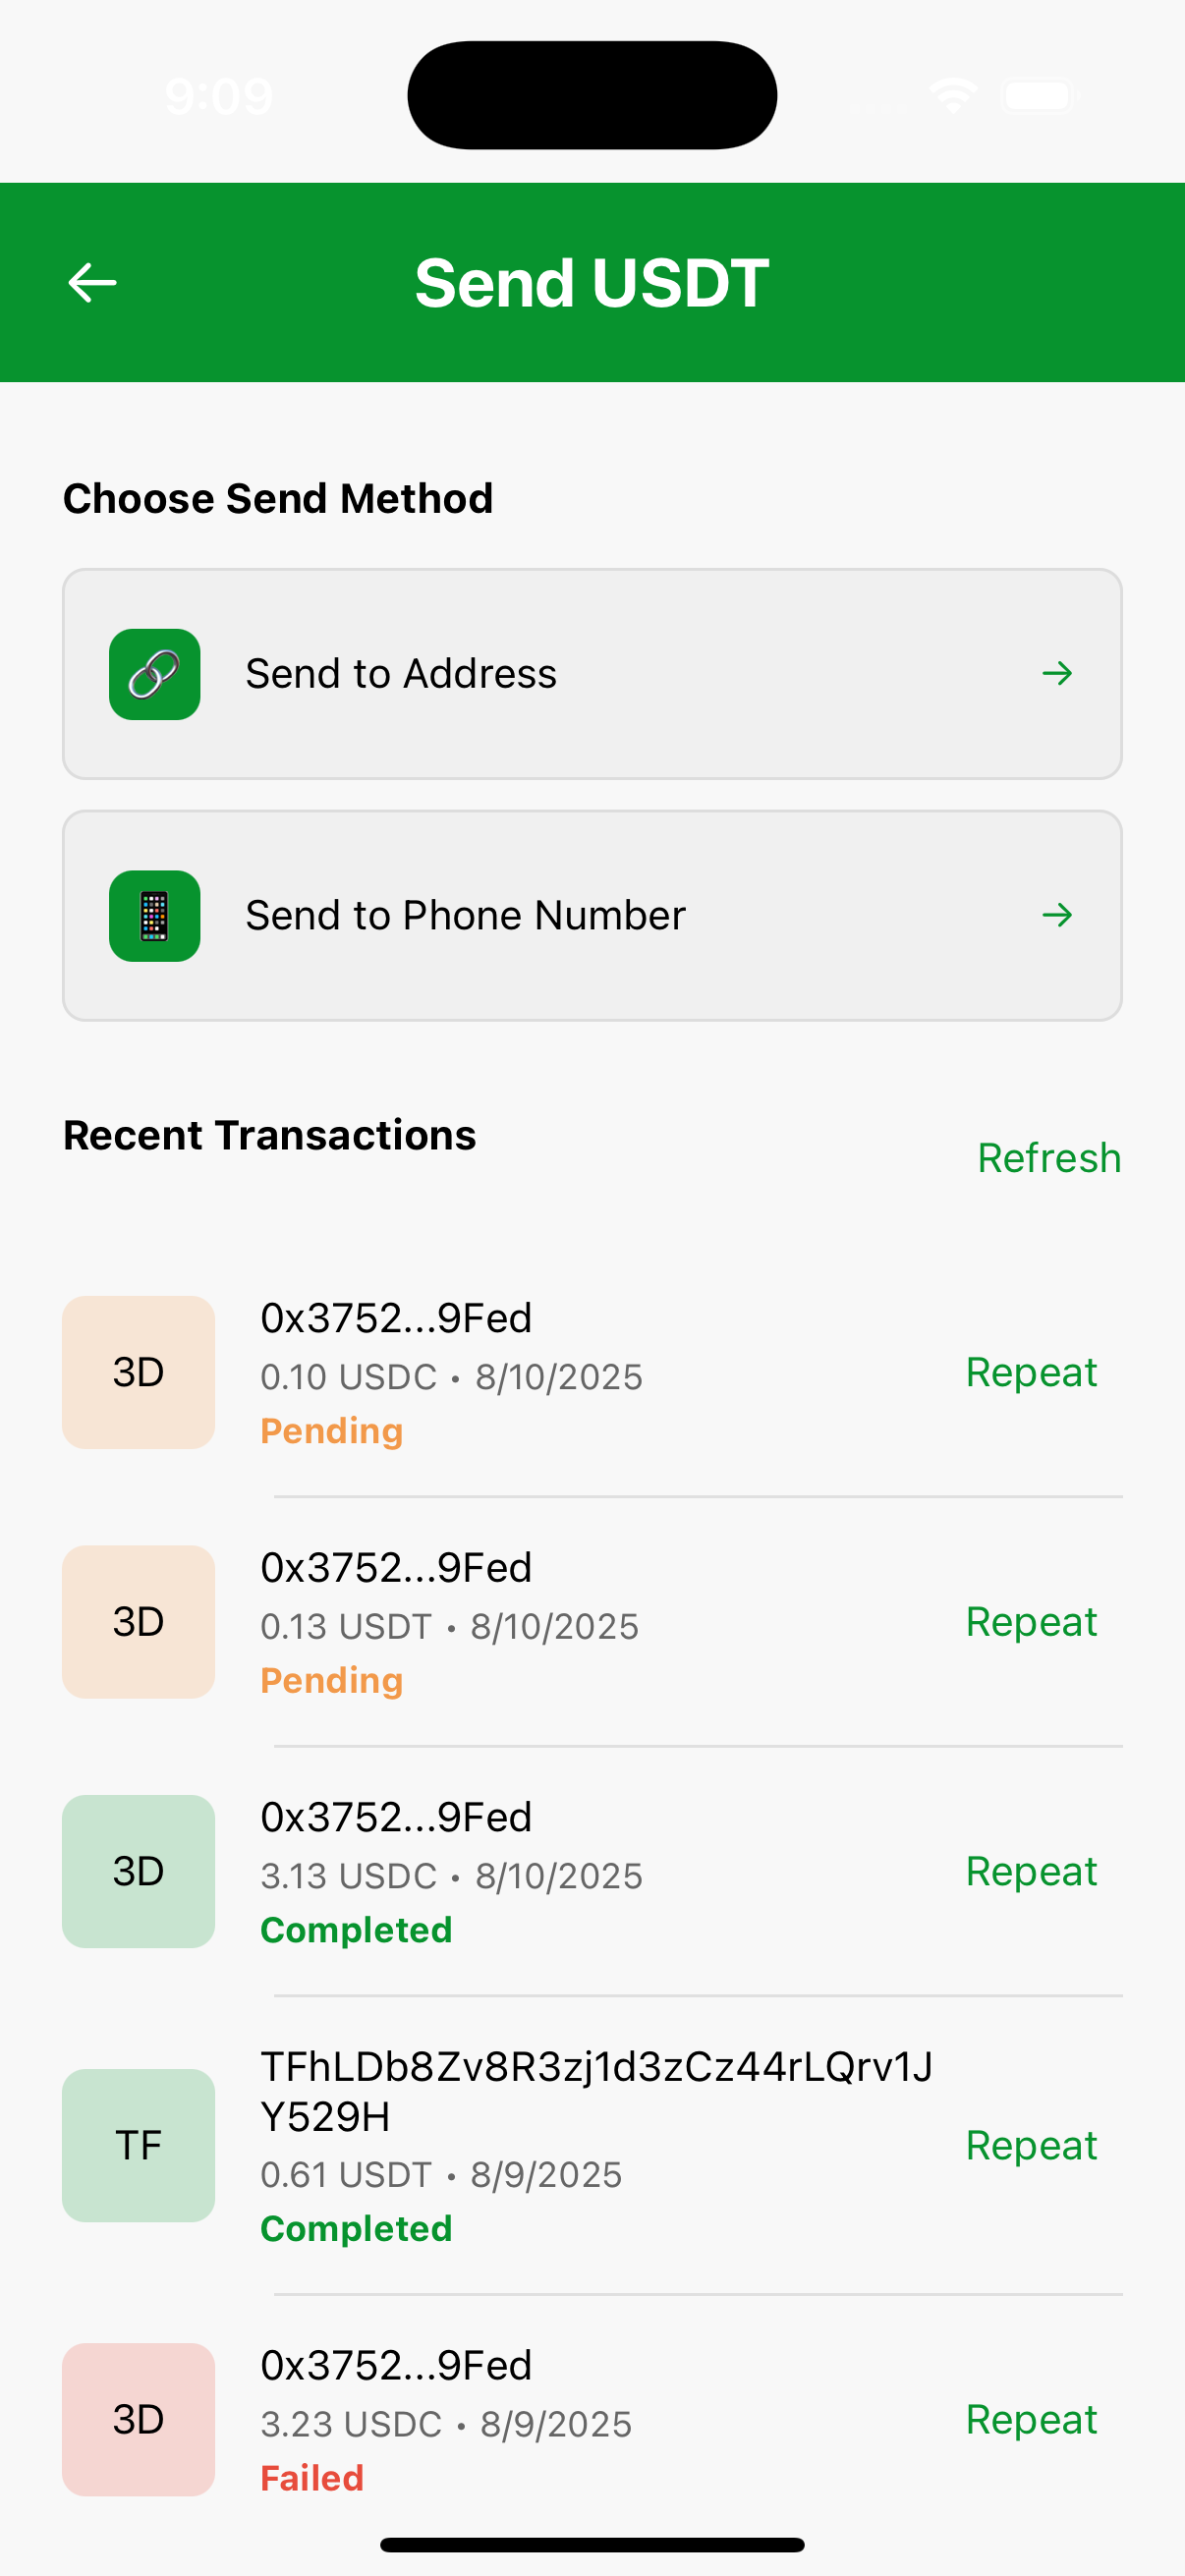 9:09
Send USDT
Choose Send Method
Send to Address
Send to Phone Number
Recent Transactions
Refresh
3D
0x3752...9Fed
0.10 USDC • 8/10/2025
Pending
Repeat
3D
0x3752...9Fed
0.13 USDT • 8/10/2025
Pending
Repeat
3D
0x3752...9Fed
3.13 USDC • 8/10/2025
Completed
Repeat
TF
TFhLDb8Zv8R3zj1d3zCz44rLQrv1J
Y529H
0.61 USDT • 8/9/2025
Completed
Repeat
3D
0x3752...9Fed
3.23 USDC • 8/9/2025
Failed
Repeat